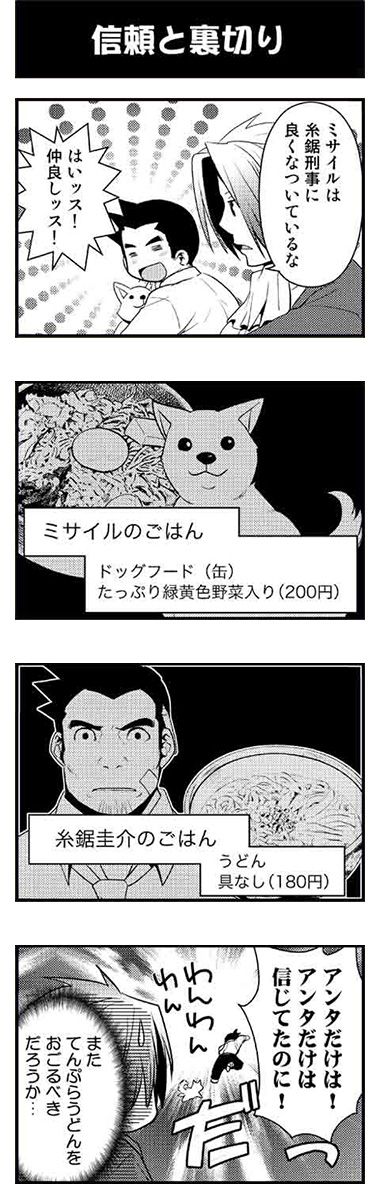 信頼と裏切り
ミサイルは
糸鋸刑事に
良くなついているな
はいッス！
仲良しッス！
ミサイルのごはん
ドッグフード（缶）
たっぷり緑黄色野菜入り（200円）
糸鋸圭介のごはん
うどん
具なし（180円）
アンタだけは！
アンタだけは
信じてたのに！
わんわん
わん
だっ
また
てんぷらうどんを
おごるべき
だろうか…